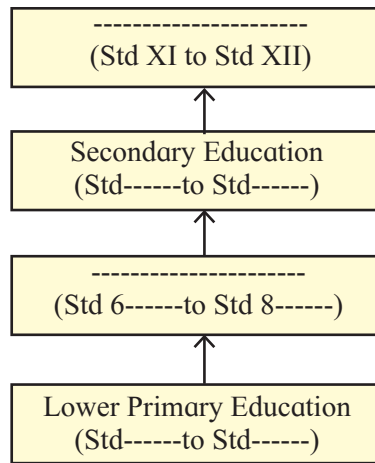 -----------------------
(Std XI to Std XII)
Secondary Education
(Std------to Std------)
-----------------------
(Std 6------to Std 8------)
Lower Primary Education
(Std------to Std------)